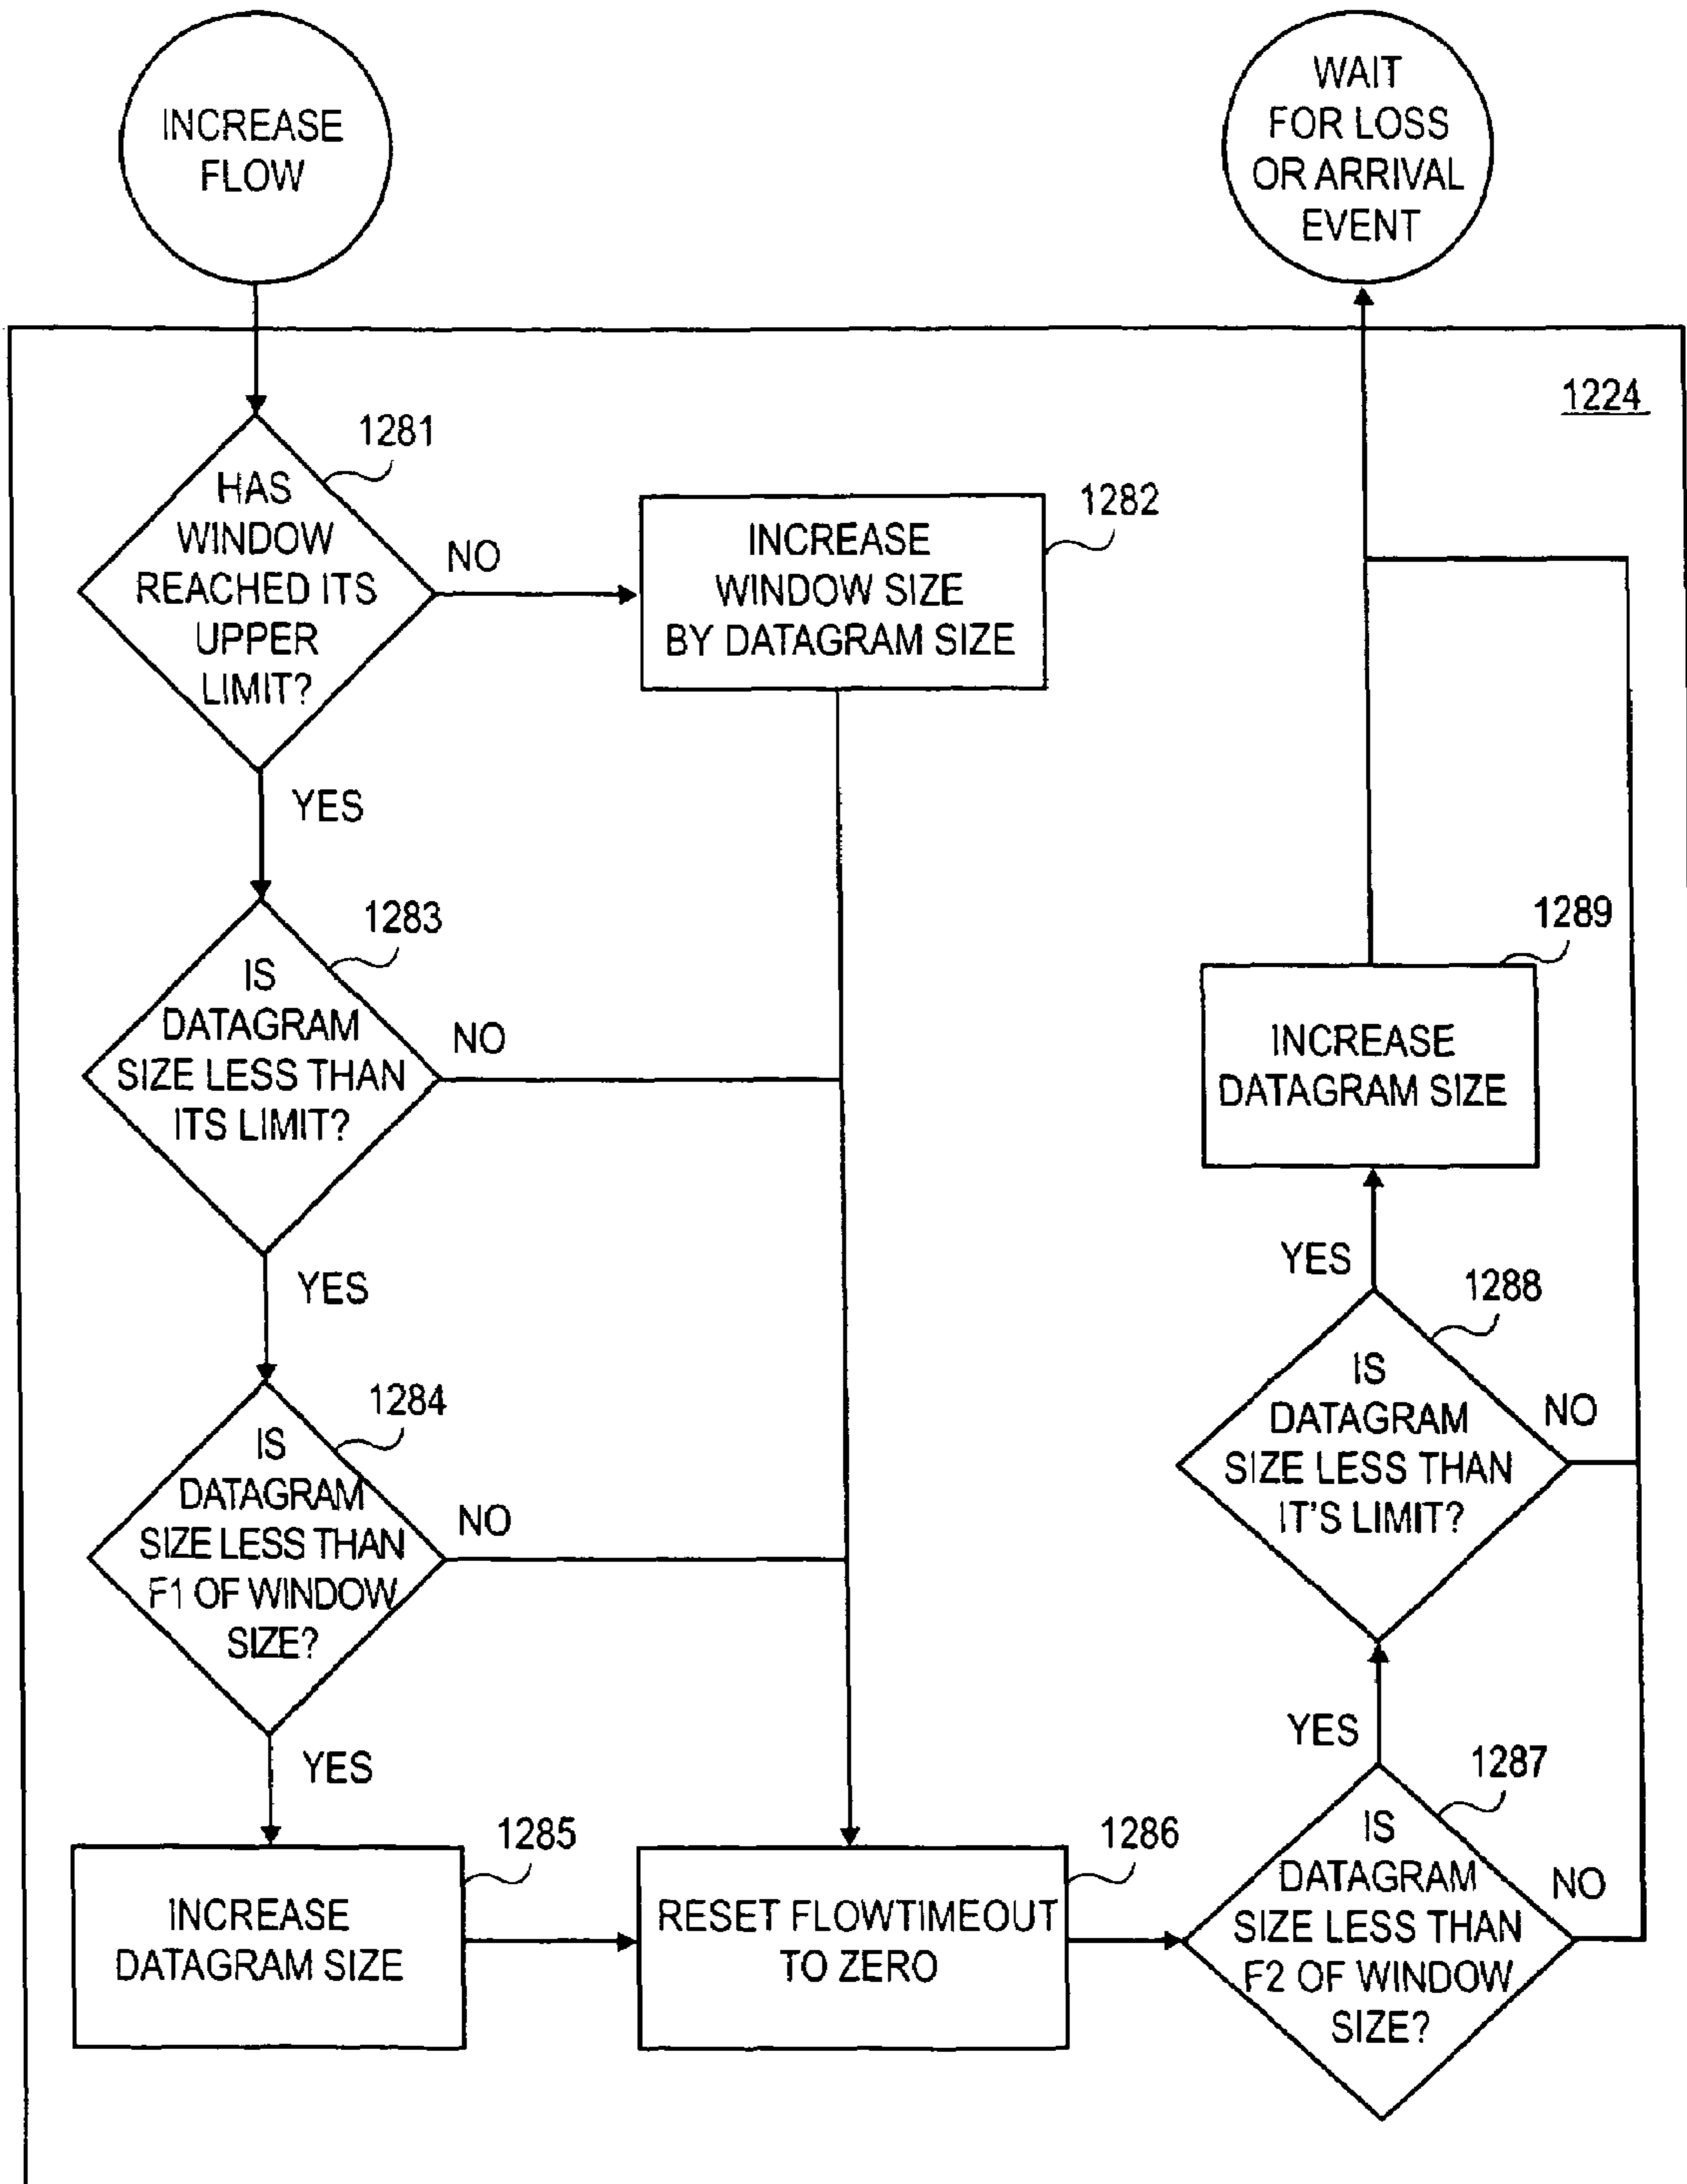 INCREASE
FLOW
WAIT
FOR LOSS
OR ARRIVAL
EVENT
1224
1281
HAS
WINDOW
REACHED ITS
UPPER
LIMIT?
NO
1282
INCREASE
WINDOW SIZE
BY DATAGRAM SIZE
YES
1283
IS
DATAGRAM
SIZE LESS THAN
ITS LIMIT?
NO
YES
1284
IS
DATAGRAM
SIZE LESS THAN
F1 OF WINDOW
SIZE?
NO
YES
1285
INCREASE
DATAGRAM SIZE
1286
RESET FLOWTIMEOUT
TO ZERO
1287
IS
DATAGRAM
SIZE LESS THAN
F2 OF WINDOW
SIZE?
NO
YES
1288
IS
DATAGRAM
SIZE LESS THAN
IT'S LIMIT?
NO
YES
1289
INCREASE
DATAGRAM SIZE